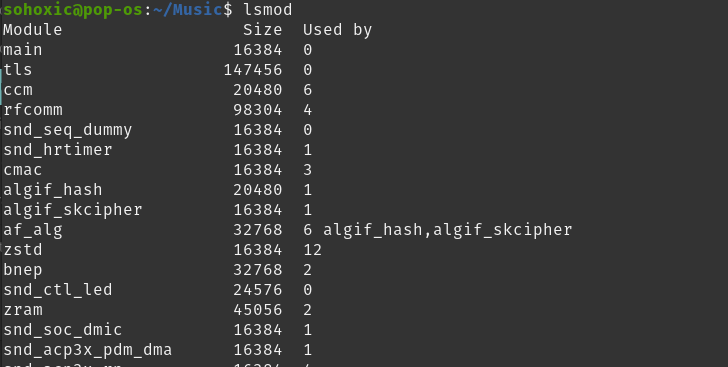 sohoxic@pop-os:~/Music$ lsmod
Module Size Used by
main 16384 0
tls 147456 0
ccm 20480 6
rfcomm 98304 4
snd_seq_dummy 16384 0
snd_hrtimer 16384 1
cmac 16384 3
algif_hash 20480 1
algif_skcipher 16384 1
af_alg 32768 6 algif_hash,algif_skcipher
zstd 16384 12
bnep 32768 2
snd_ctl_led 24576 0
zram 45056 2
snd_soc_dmic 16384 1
snd_acp3x_pdm_dma 16384 1